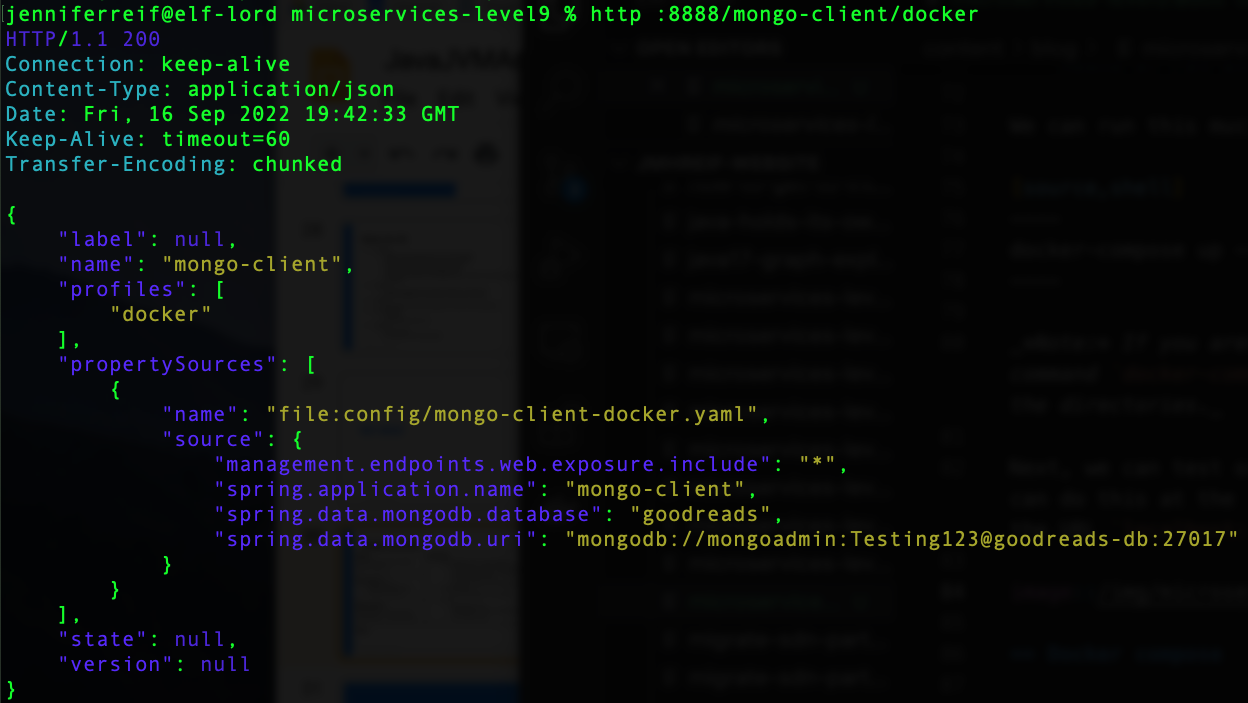 jenniferreif@elf-lord microservices-level9 % http :8888/mongo-client/docker
HTTP/1.1 200
Connection: keep-alive
Content-Type: application/json
Date: Fri, 16 Sep 2022 19:42:33 GMT
Keep-Alive: timeout=60
Transfer-Encoding: chunked

{
    "label": null,
    "name": "mongo-client",
    "profiles": [
        "docker"
    ],
    "propertySources": [
        {
            "name": "file:config/mongo-client-docker.yaml",
            "source": {
                "management.endpoints.web.exposure.include": "*",
                "spring.application.name": "mongo-client",
                "spring.data.mongodb.database": "goodreads",
                "spring.data.mongodb.uri": "mongodb://mongoadmin:Testing123@goodreads-db:27017"
            }
        }
    ],
    "state": null,
    "version": null
}